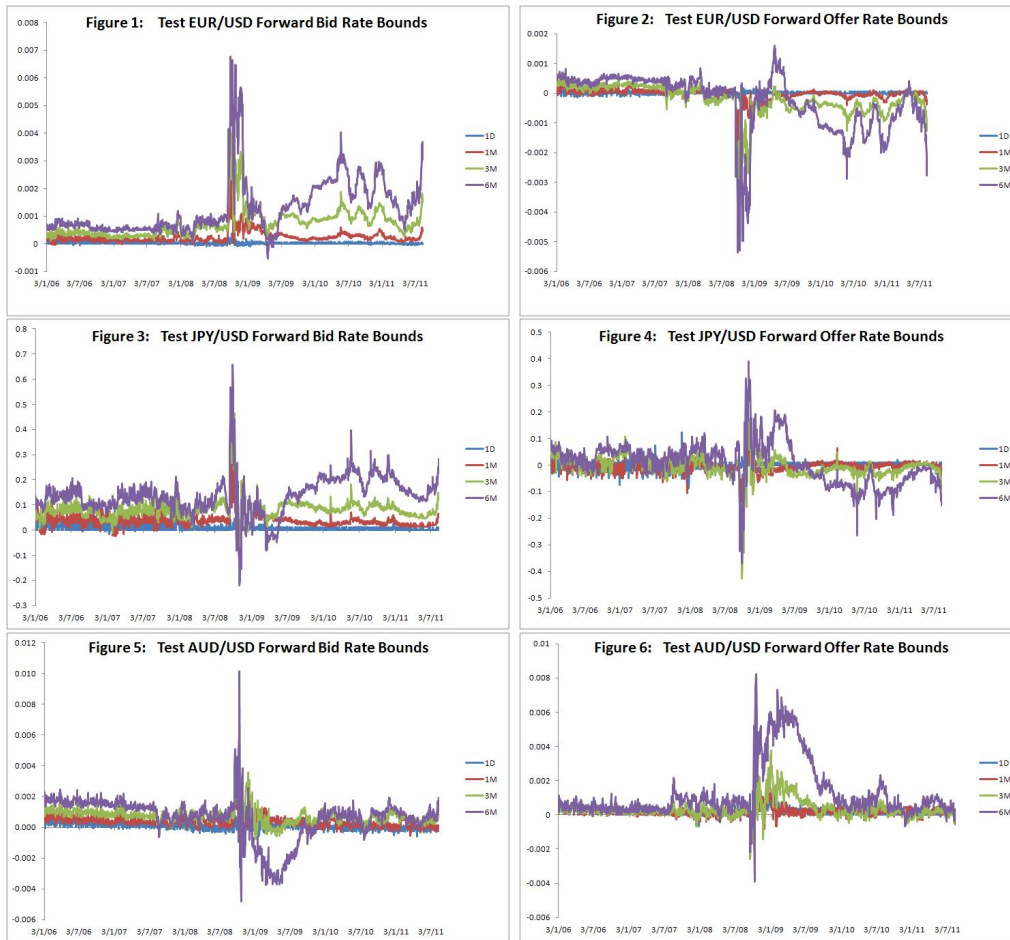 Figure 1: Test EUR/USD Forward Bid Rate Bounds
0.008
0.007
0.006
0.005
0.004
0.003
0.002
0.001
0
-0.001
3/1/06 3/7/06 3/1/07 3/7/07 3/1/08 3/7/08 3/1/09 3/7/09 3/1/10 3/7/10 3/1/11 3/7/11
1D
1M
3M
6M
Figure 2: Test EUR/USD Forward Offer Rate Bounds
0.002
0.001
0
-0.001
-0.002
-0.003
-0.004
-0.005
-0.006
3/1/06 3/7/06 3/1/07 3/7/07 3/1/08 3/7/08 3/1/09 3/7/09 3/1/10 3/7/10 3/1/11 3/7/11
1D
1M
3M
6M
Figure 3: Test JPY/USD Forward Bid Rate Bounds
0.8
0.7
0.6
0.5
0.4
0.3
0.2
0.1
0
-0.1
-0.2
-0.3
3/1/06 3/7/06 3/1/07 3/7/07 3/1/08 3/7/08 3/1/09 3/7/09 3/1/10 3/7/10 3/1/11 3/7/11
1D
1M
3M
6M
Figure 4: Test JPY/USD Forward Offer Rate Bounds
0.5
0.4
0.3
0.2
0.1
0
-0.1
-0.2
-0.3
-0.4
-0.5
3/1/06 3/7/06 3/1/07 3/7/07 3/1/08 3/7/08 3/1/09 3/7/09 3/1/10 3/7/10 3/1/11 3/7/11
1D
1M
3M
6M
Figure 5: Test AUD/USD Forward Bid Rate Bounds
0.012
0.010
0.008
0.006
0.004
0.002
0.000
-0.002
-0.004
-0.006
3/1/06 3/7/06 3/1/07 3/7/07 3/1/08 3/7/08 3/1/09 3/7/09 3/1/10 3/7/10 3/1/11 3/7/11
1D
1M
3M
6M
Figure 6: Test AUD/USD Forward Offer Rate Bounds
0.01
0.008
0.006
0.004
0.002
0
-0.002
-0.004
-0.006
3/1/06 3/7/06 3/1/07 3/7/07 3/1/08 3/7/08 3/1/09 3/7/09 3/1/10 3/7/10 3/1/11 3/7/11
1D
1M
3M
6M